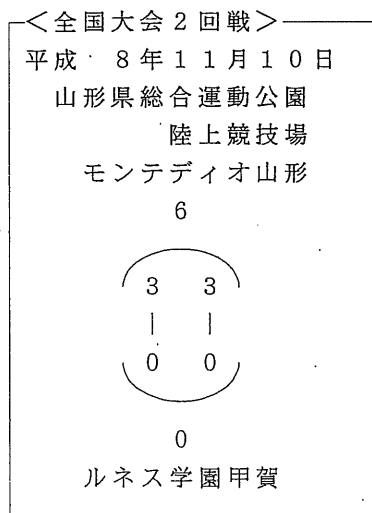 <全国大会2回戦>
平成 8年11月10日
山形県総合運動公園
陸上競技場
モンテディオ山形
6
3 3
| |
0 0
0
ルネス学園甲賀